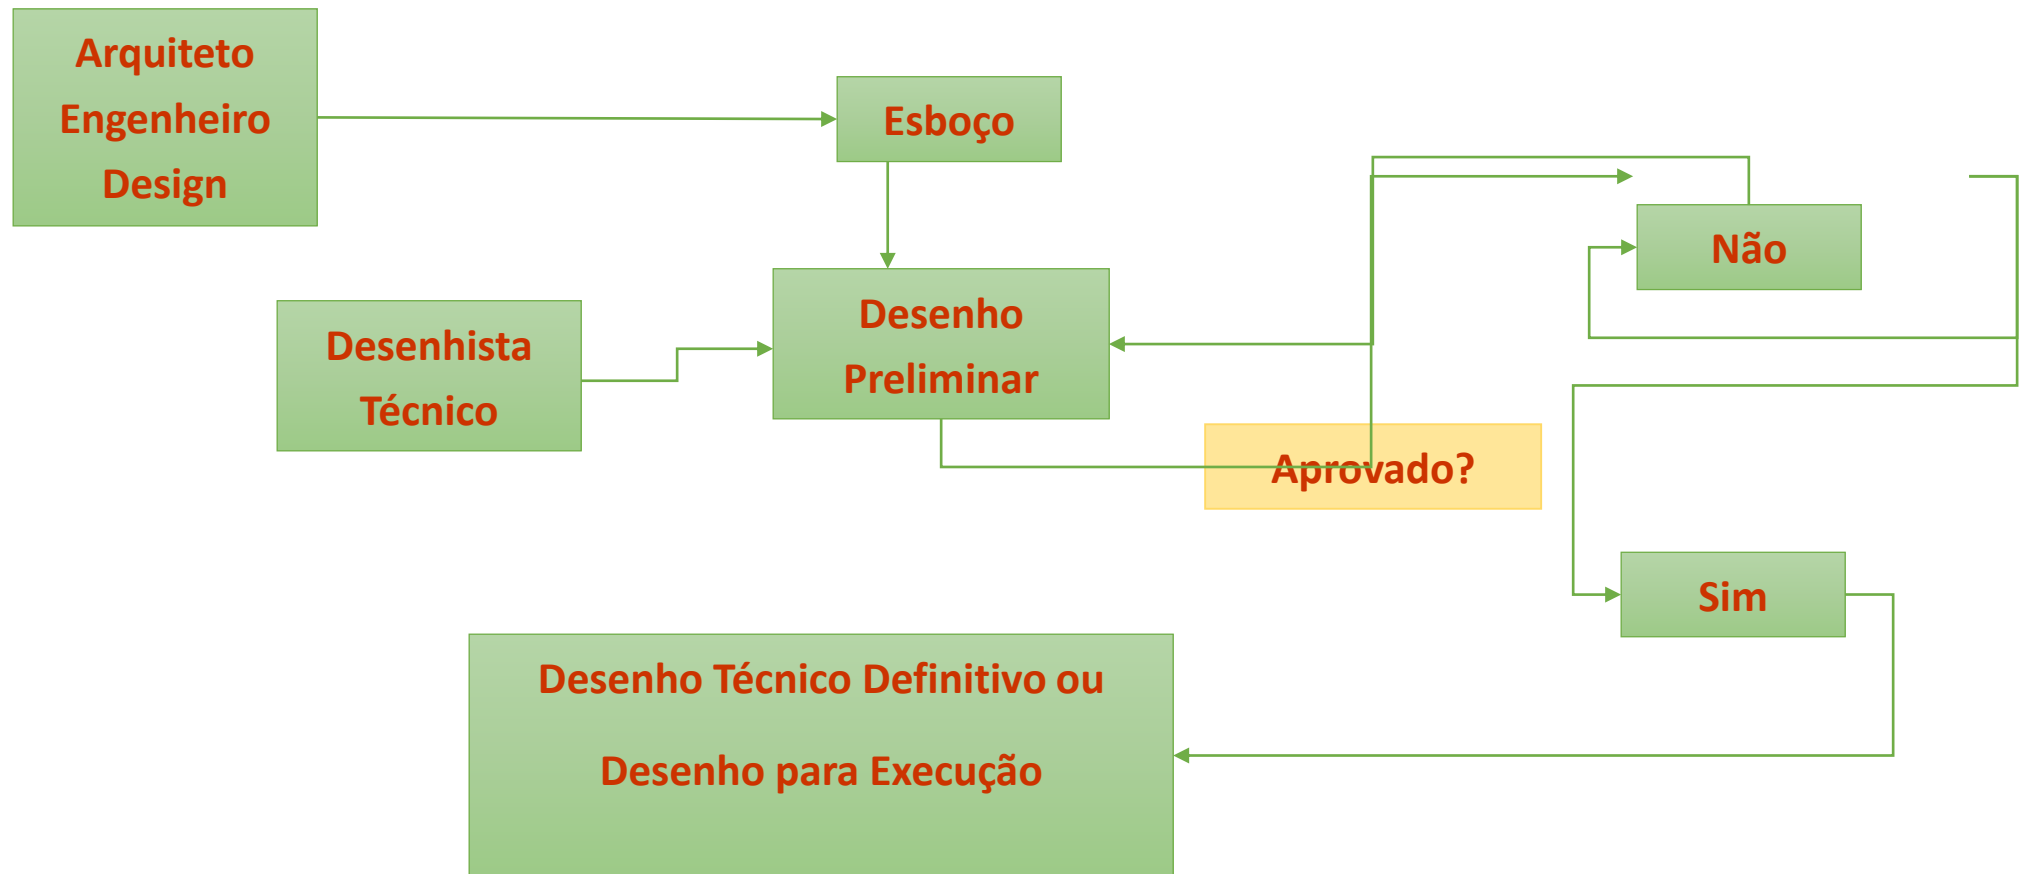 Arquiteto
Engenheiro
Design
Esboço
Não
Desenho
Preliminar
Desenhista
Técnico
Aprovado?
Sim
Desenho Técnico Definitivo ou
Desenho para Execução